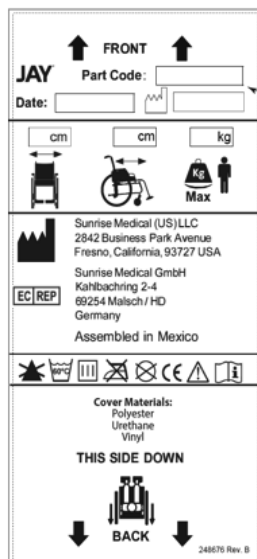 FRONT
JAY Part Code:
Date:
cm cm kg
Kg
Max
Sunrise Medical (US) LLC
2842 Business Park Avenue
Fresno, California, 93727 USA
Sunrise Medical GmbH
Kahlbachring 2-4
EC REP 69254 Malsch / HD
Germany
Assembled in Mexico
60°C CE i
Cover Materials:
Polyester
Urethane
Vinyl
THIS SIDE DOWN
BACK
248676 Rev. B